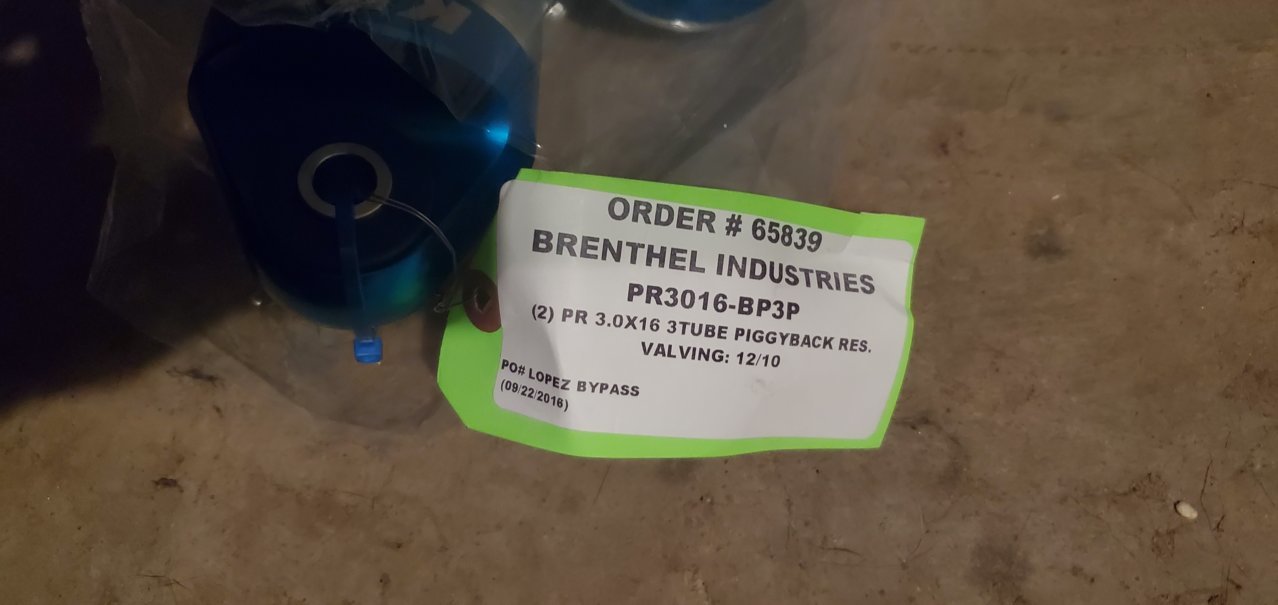 ORDER # 65839
BRENTHEL INDUSTRIES
PR3016-BP3P
(2) PR 3.0X16 3TUBE PIGGYBACK RES.
VALVING: 12/10
PO# LOPEZ BYPASS
(09/22/2016)